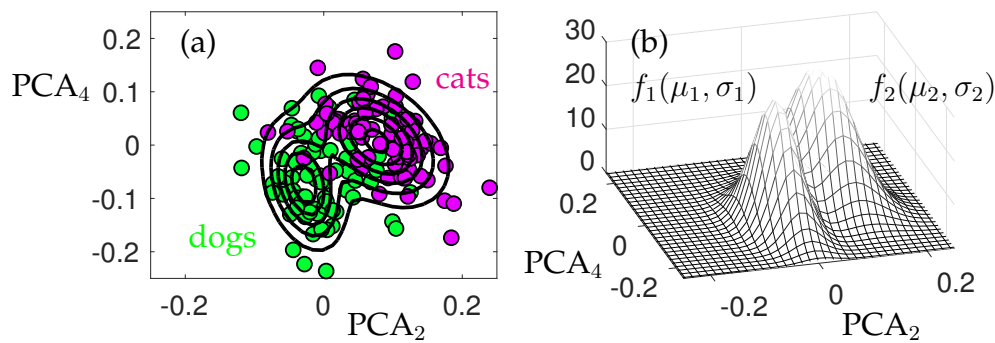 (a)
cats
dogs
PCA₄
0.2
0.1
0
-0.1
-0.2
-0.2
0
0.2
PCA₂
(b)
f₁(μ₁, σ₁)
f₂(μ₂, σ₂)
30
20
10
0
0.2
0
-0.2
PCA₄
-0.2
0
0.2
PCA₂